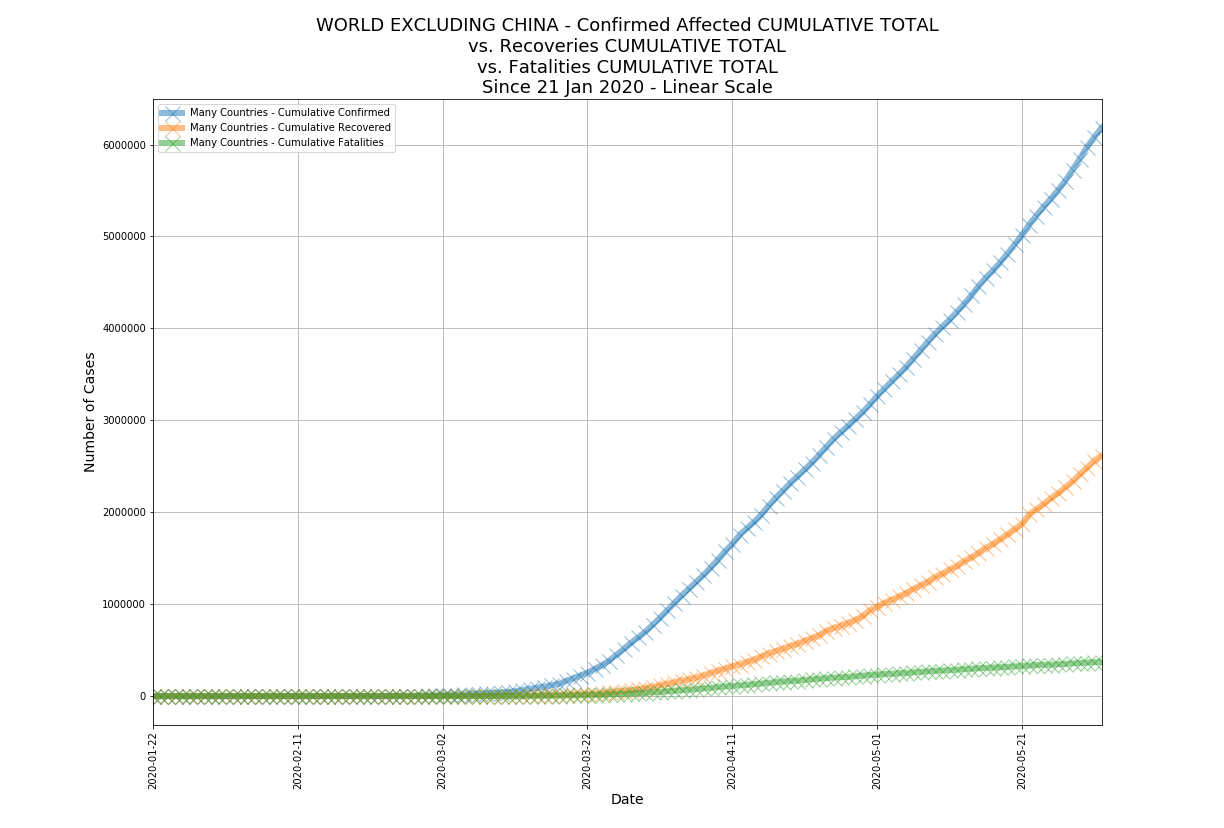 WORLD EXCLUDING CHINA - Confirmed Affected CUMULATIVE TOTAL
vs. Recoveries CUMULATIVE TOTAL
vs. Fatalities CUMULATIVE TOTAL
Since 21 Jan 2020 - Linear Scale
Many Countries - Cumulative Confirmed
Many Countries - Cumulative Recovered
Many Countries - Cumulative Fatalities
Number of Cases
6000000
5000000
4000000
3000000
2000000
1000000
0
2020-01-22
2020-02-11
2020-03-02
2020-03-22
2020-04-11
2020-05-01
2020-05-21
Date